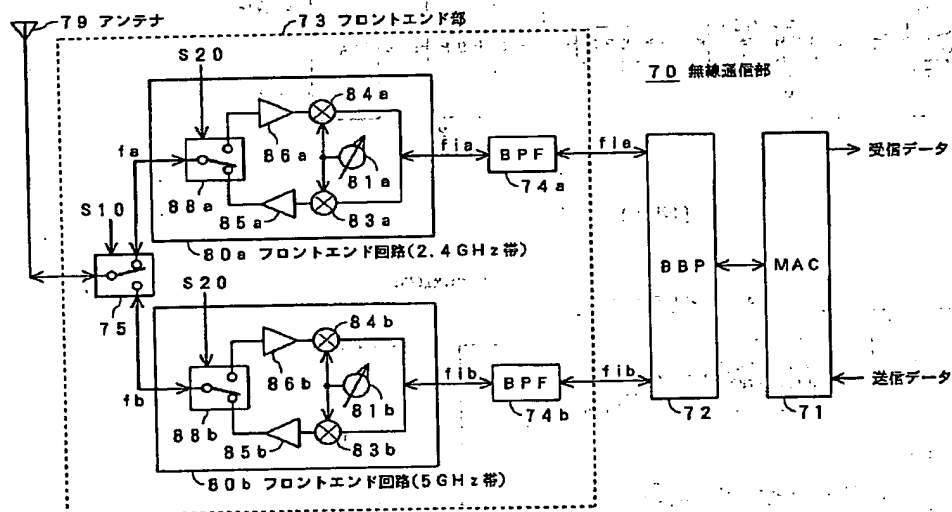 79 アンテナ
73 フロントエンド部
70 無線通信部
S20
84a
86a
fa
81a
88a
85a
83a
fia
BPF
74a
fia
80a フロントエンド回路(2.4GHz帯)
S10
75
S20
84b
86b
fb
81b
88b
85b
83b
fib
BPF
74b
fib
80b フロントエンド回路(5GHz帯)
BBP
72
MAC
71
受信データ
送信データ